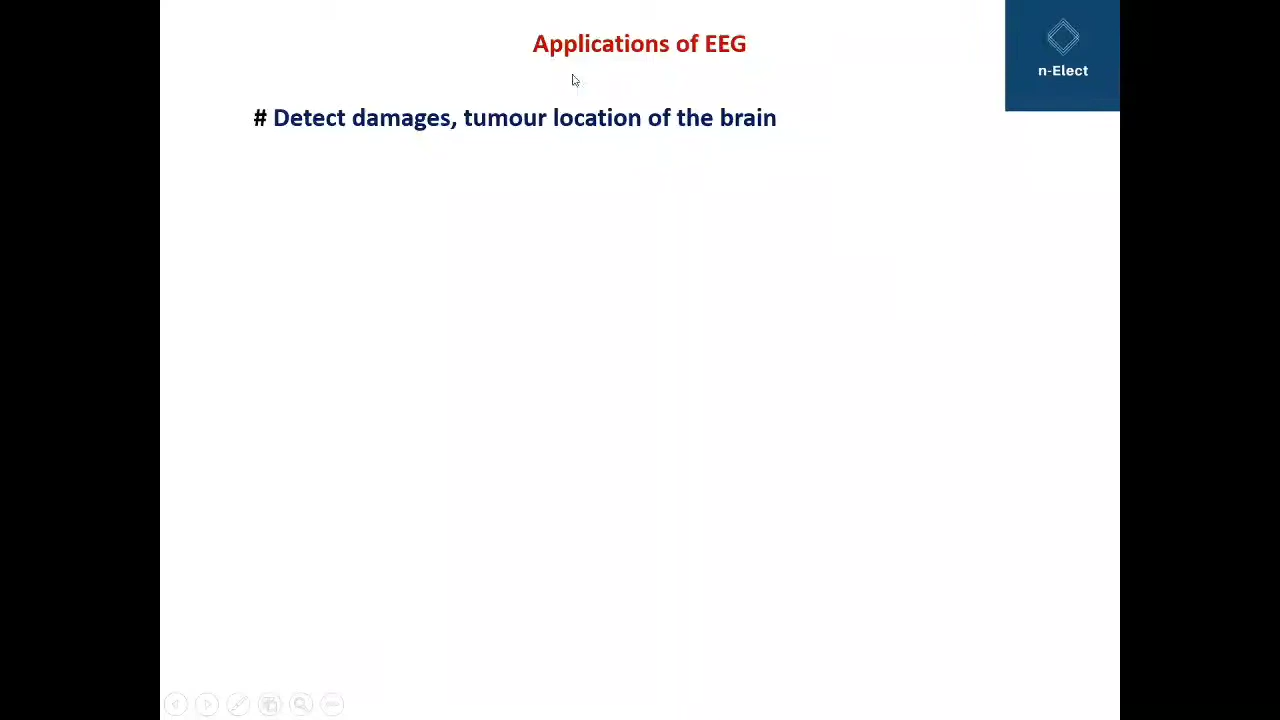 Applications of EEG
n-Elect
# Detect damages, tumour location of the brain